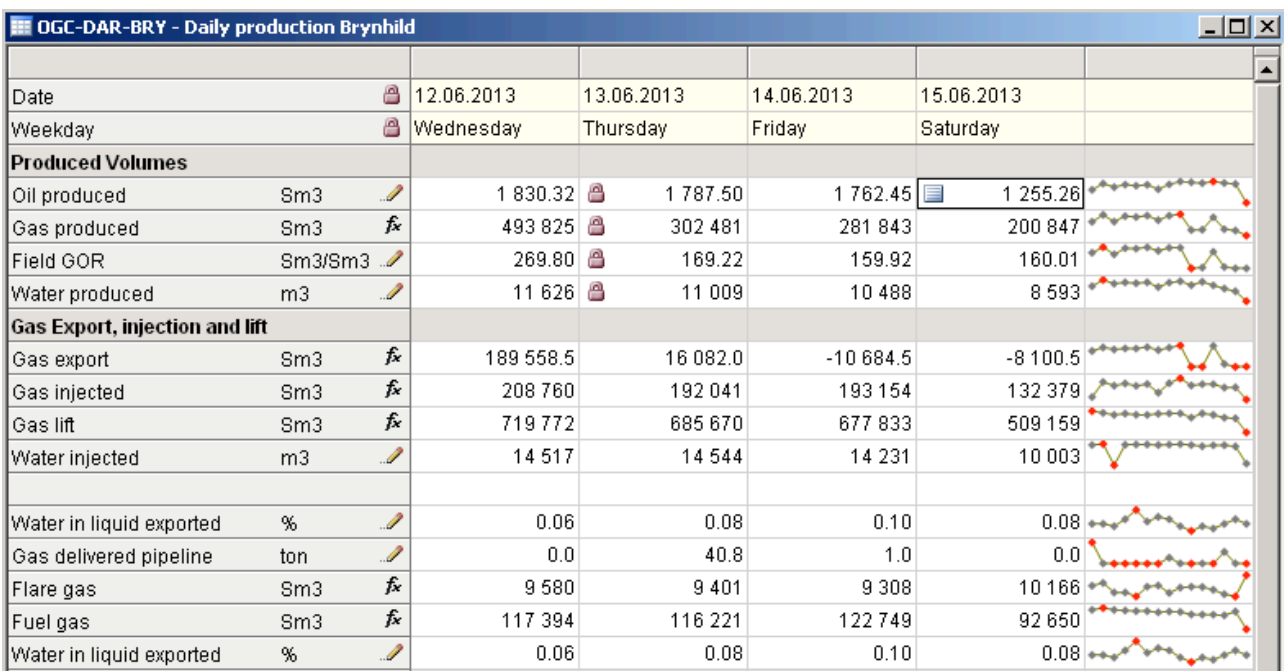 OGC-DAR-BRY - Daily production Brynhild
Date 12.06.2013 13.06.2013 14.06.2013 15.06.2013
Weekday Wednesday Thursday Friday Saturday
Produced Volumes
Oil produced Sm3 1 830.32 1 787.50 1 762.45 1 255.26
Gas produced Sm3 fx 493 825 302 481 281 843 200 847
Field GOR Sm3/Sm3 269.80 169.22 159.92 160.01
Water produced m3 11 626 11 009 10 488 8 593
Gas Export, injection and lift
Gas export Sm3 fx 189 558.5 16 082.0 -10 684.5 -8 100.5
Gas injected Sm3 fx 208 760 192 041 193 154 132 379
Gas lift Sm3 fx 719 772 685 670 677 833 509 159
Water injected m3 14 517 14 544 14 231 10 003
Water in liquid exported % 0.06 0.08 0.10 0.08
Gas delivered pipeline ton 0.0 40.8 1.0 0.0
Flare gas Sm3 fx 9 580 9 401 9 308 10 166
Fuel gas Sm3 fx 117 394 116 221 122 749 92 650
Water in liquid exported % 0.06 0.08 0.10 0.08